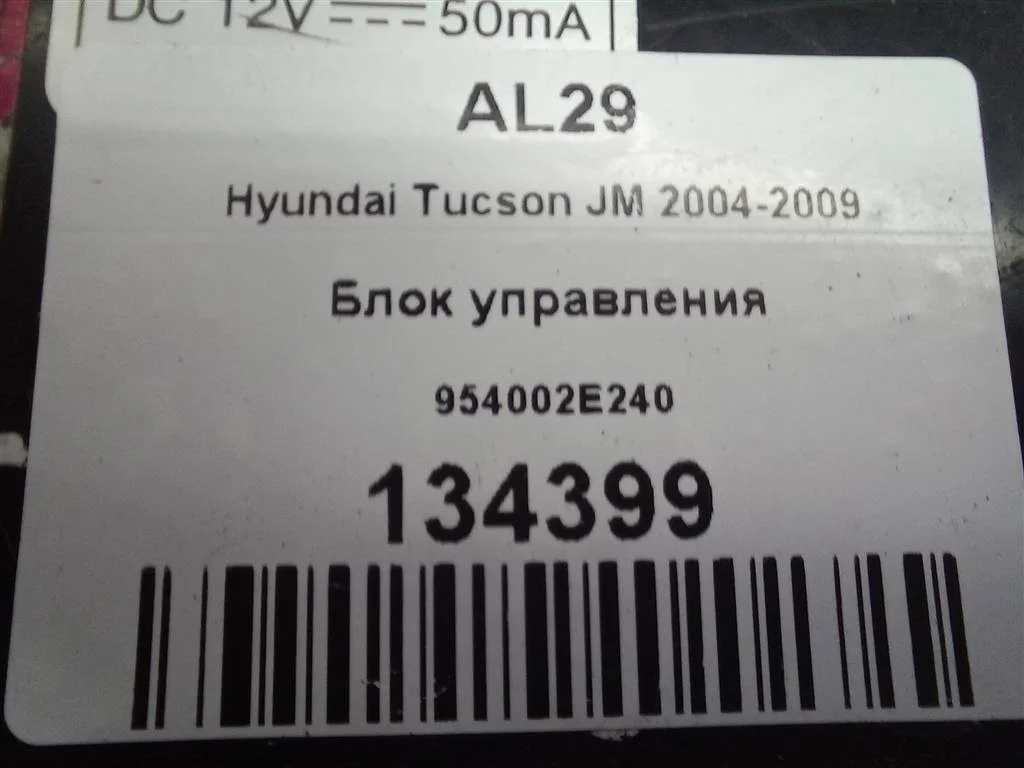 DC 12V 50mA
AL29
Hyundai Tucson JM 2004-2009
Блок управления
954002E240
134399